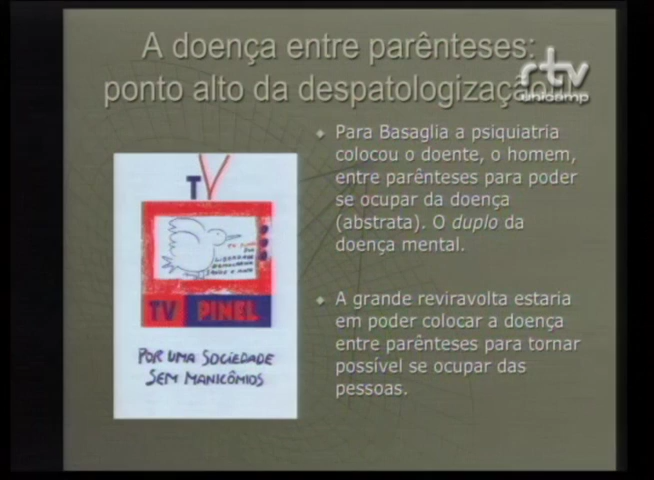 A doença entre parênteses:
ponto alto da despatologização
rtv
unicamp
Para Basaglia a psiquiatria
colocou o doente, o homem,
entre parênteses para poder
se ocupar da doença
(abstrata). O duplo da
doença mental.
A grande reviravolta estaria
em poder colocar a doença
entre parênteses para tornar
possível se ocupar das
pessoas.
TV
TV PINEL
POR UMA SOCIEDADE
SEM MANICÔMIOS